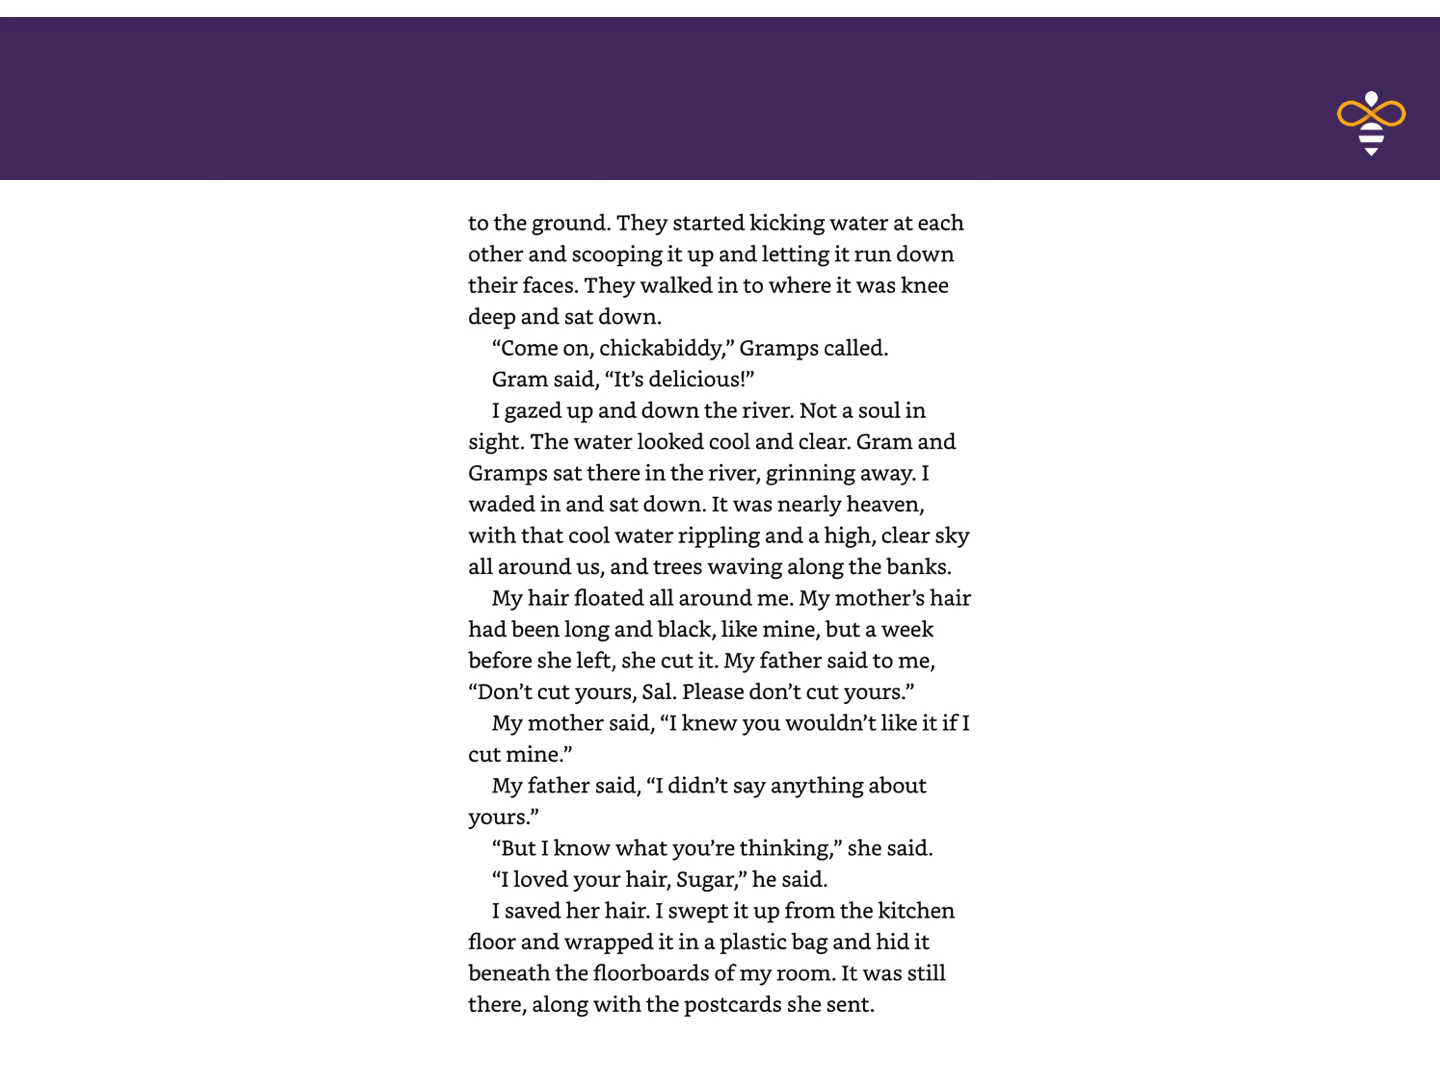 to the ground. They started kicking water at each
other and scooping it up and letting it run down
their faces. They walked in to where it was knee
deep and sat down.
“Come on, chickabiddy,” Gramps called.
Gram said, “It’s delicious!”
I gazed up and down the river. Not a soul in
sight. The water looked cool and clear. Gram and
Gramps sat there in the river, grinning away. I
waded in and sat down. It was nearly heaven,
with that cool water rippling and a high, clear sky
all around us, and trees waving along the banks.
My hair floated all around me. My mother’s hair
had been long and black, like mine, but a week
before she left, she cut it. My father said to me,
“Don’t cut yours, Sal. Please don’t cut yours.”
My mother said, “I knew you wouldn’t like it if I
cut mine.”
My father said, “I didn’t say anything about
yours.”
“But I know what you’re thinking,” she said.
“I loved your hair, Sugar,” he said.
I saved her hair. I swept it up from the kitchen
floor and wrapped it in a plastic bag and hid it
beneath the floorboards of my room. It was still
there, along with the postcards she sent.